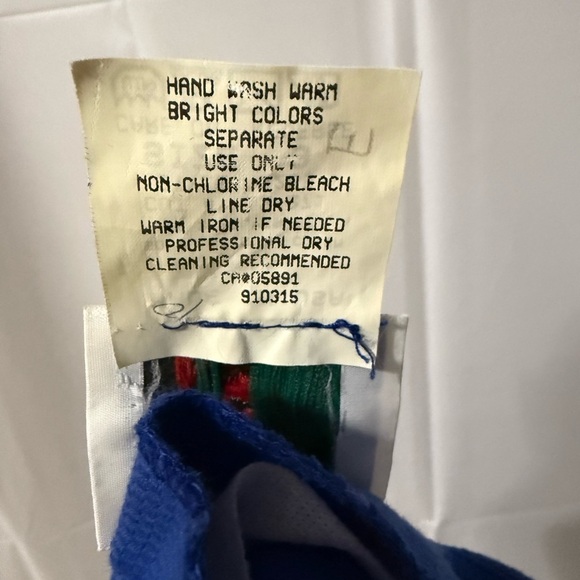 HAND WASH WARM
BRIGHT COLORS
SEPARATE
USE ONLY
NON-CHLORINE BLEACH
LINE DRY
WARM IRON IF NEEDED
PROFESSIONAL DRY
CLEANING RECOMMENDED
CA#05891
910315